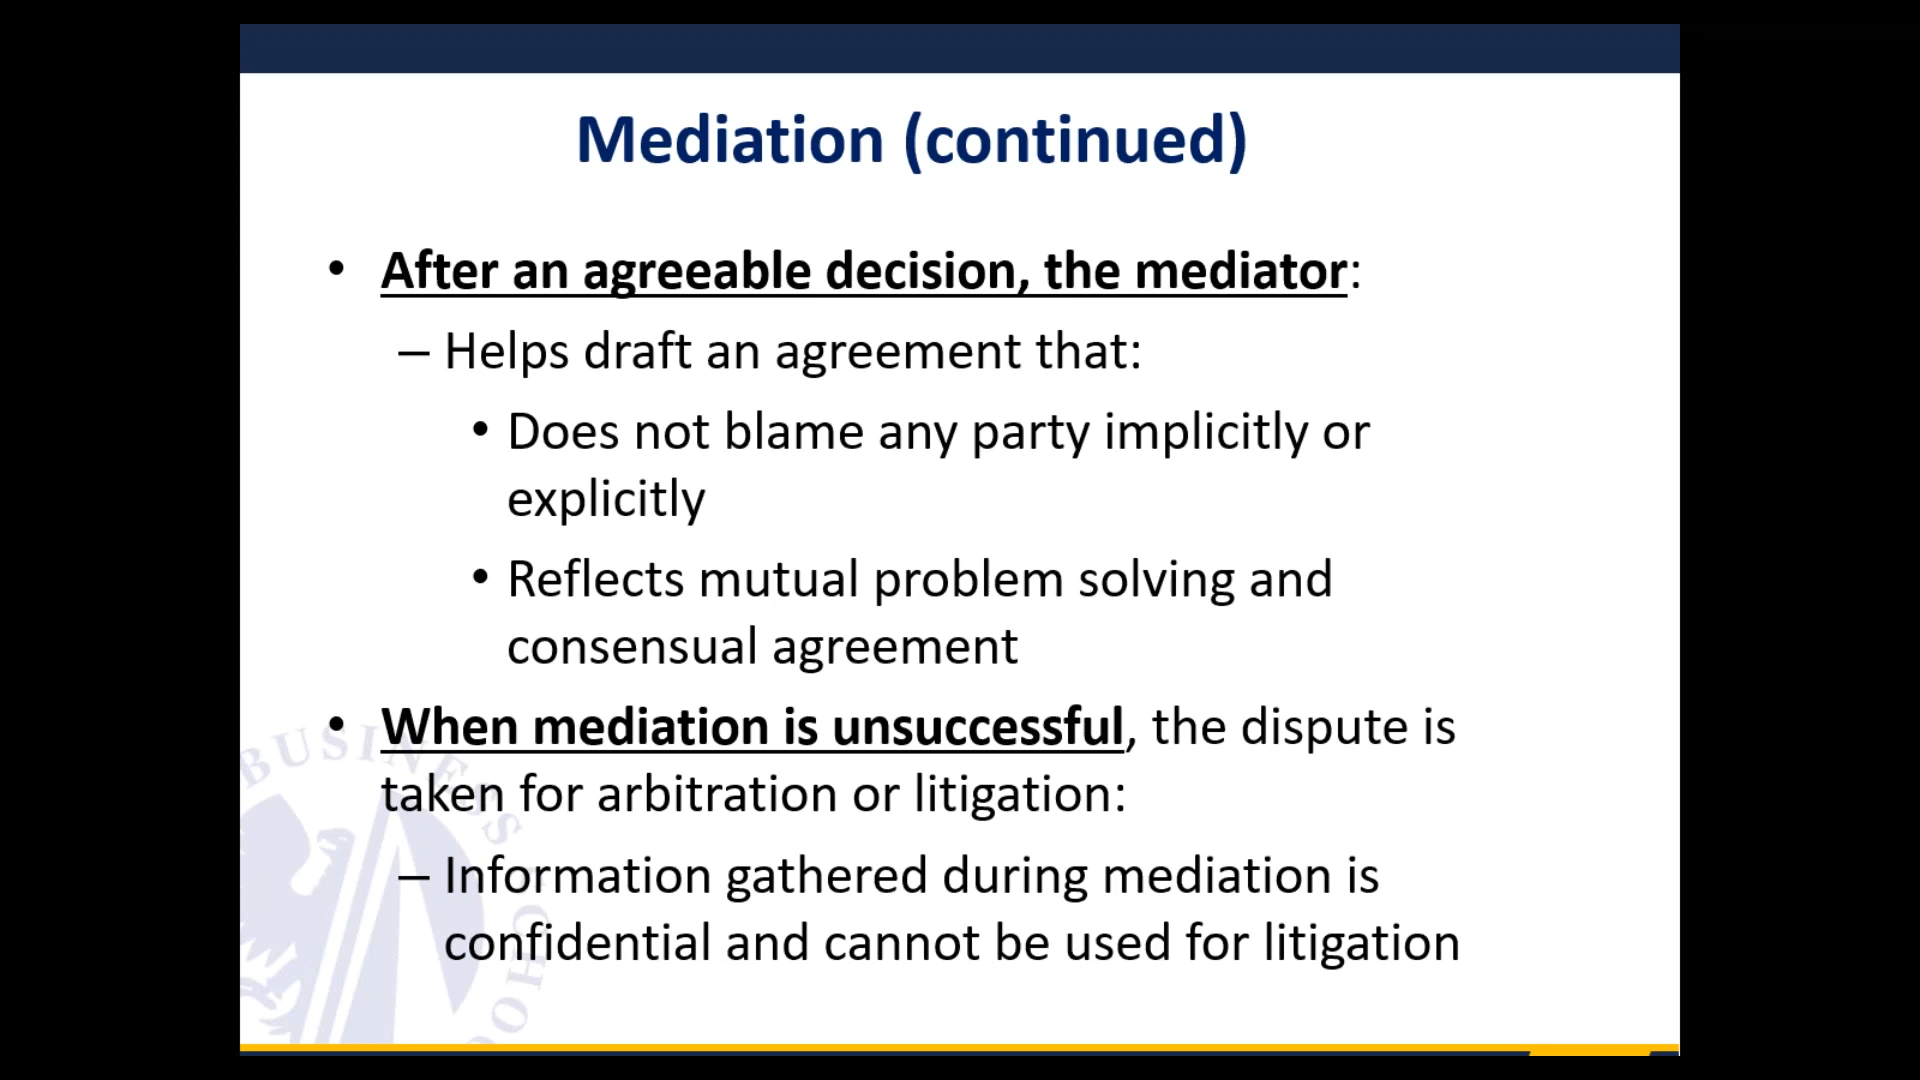 Mediation (continued)
• After an agreeable decision, the mediator:
– Helps draft an agreement that:
• Does not blame any party implicitly or
explicitly
• Reflects mutual problem solving and
consensual agreement
• When mediation is unsuccessful, the dispute is
taken for arbitration or litigation:
– Information gathered during mediation is
confidential and cannot be used for litigation
BUSINESS